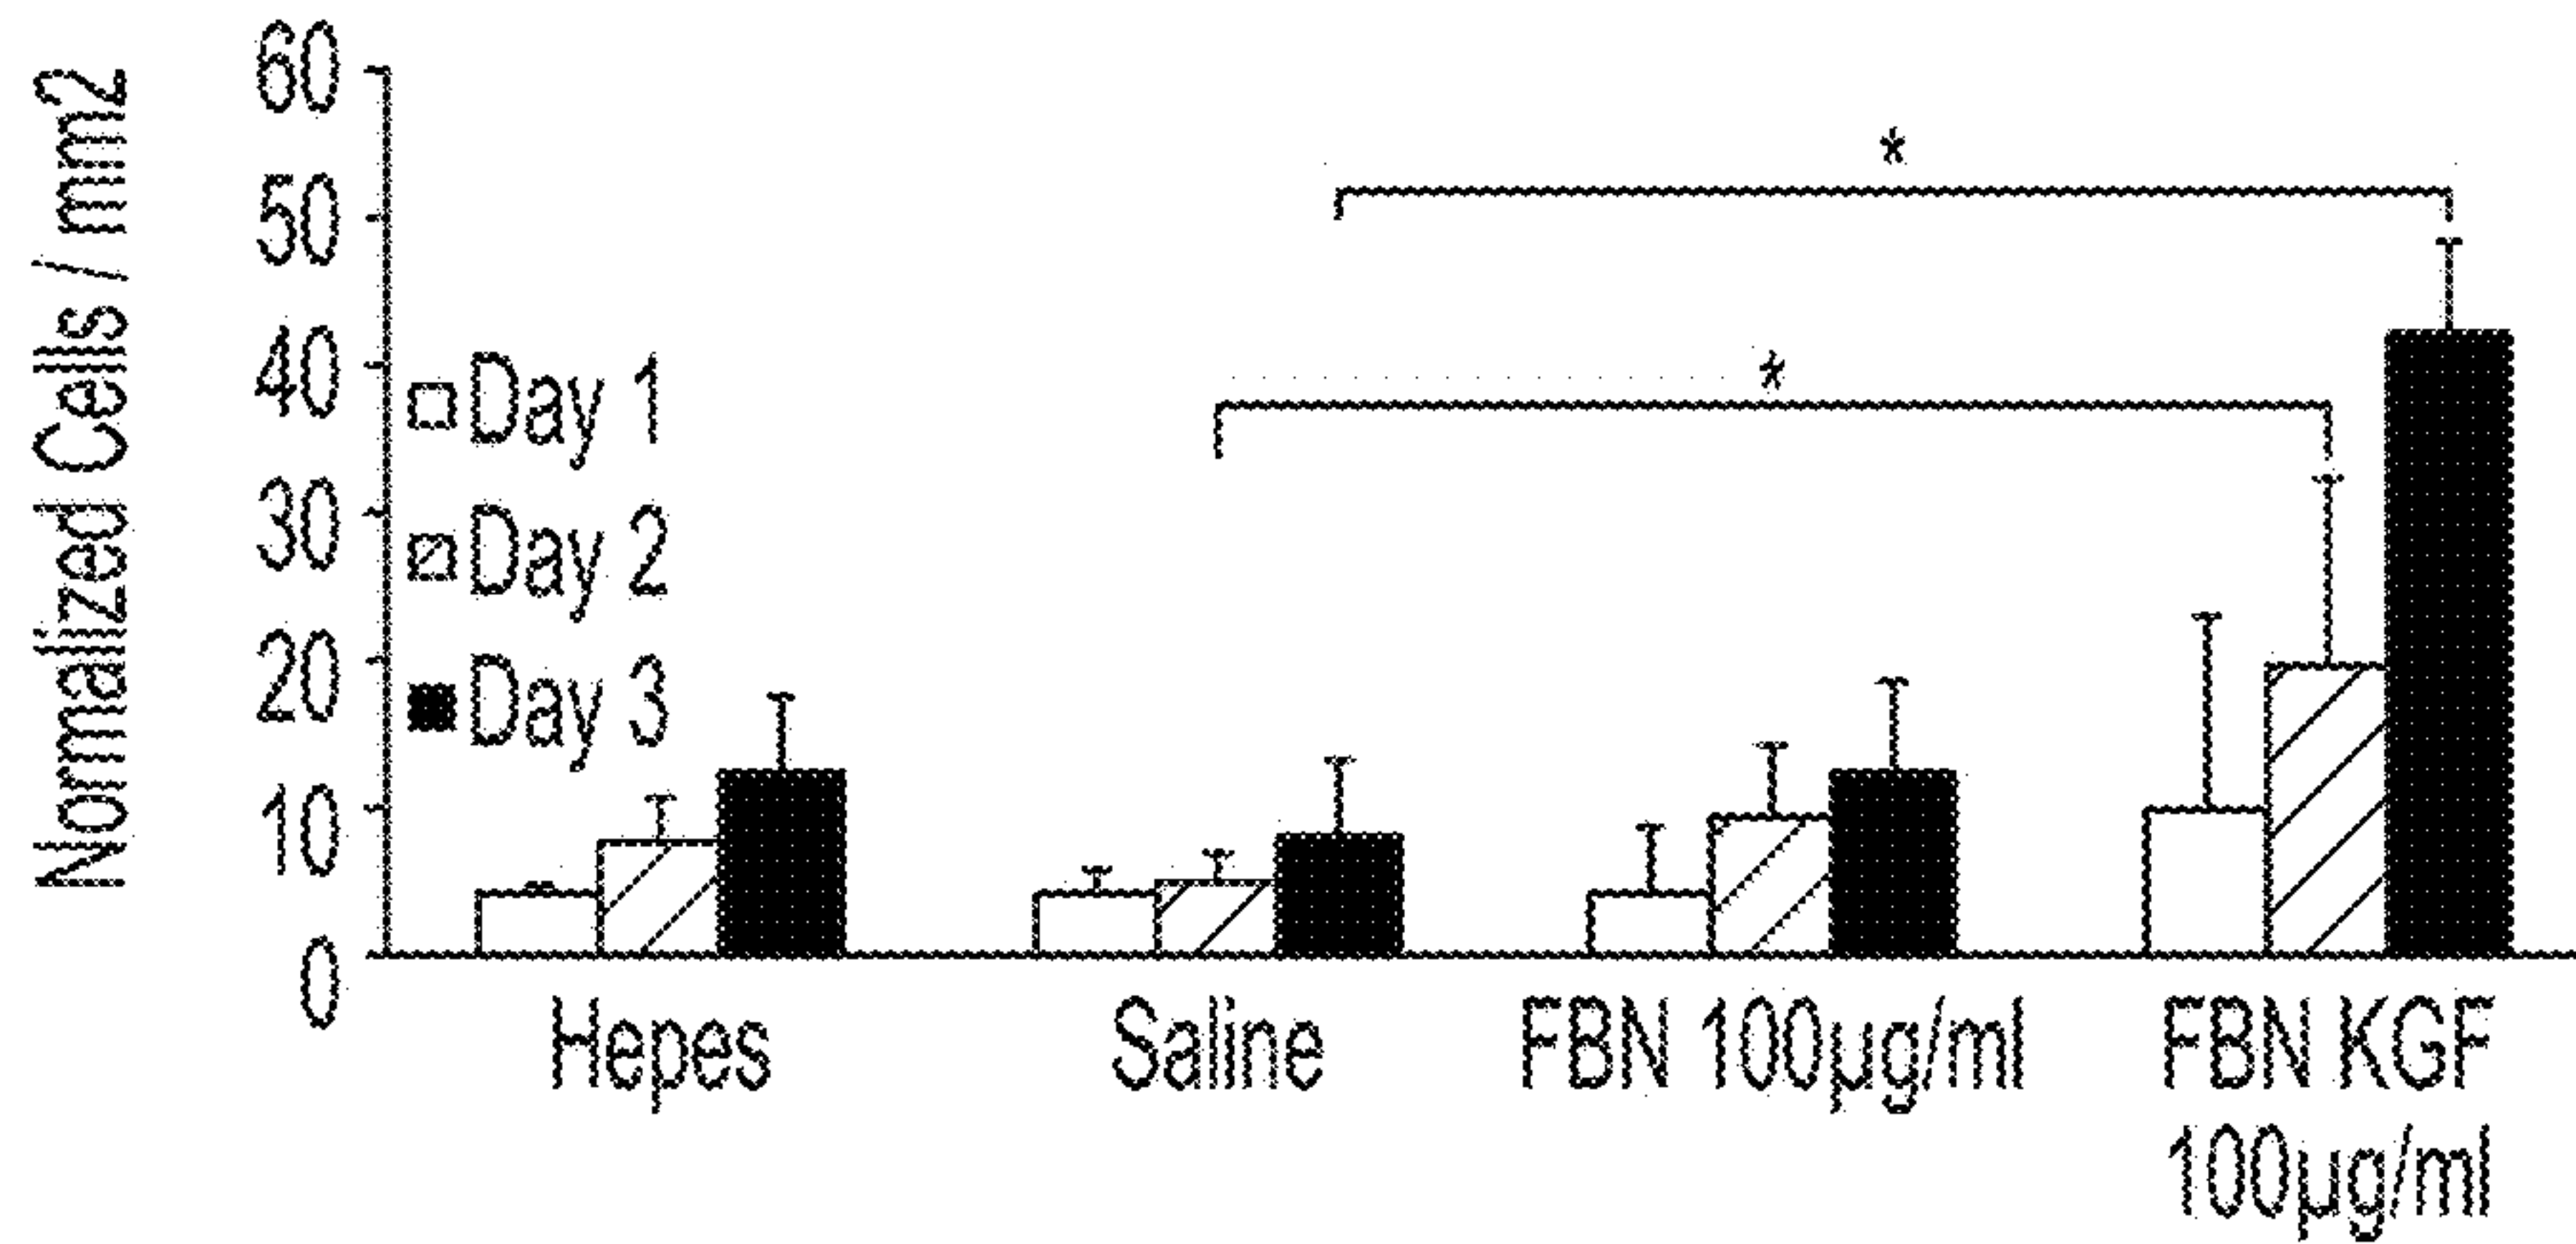 Normalized Cells / mm2
60
50
40
30
20
10
0
Day 1
Day 2
Day 3
*
*
Hepes
Saline
FBN 100µg/ml
FBN KGF
100µg/ml